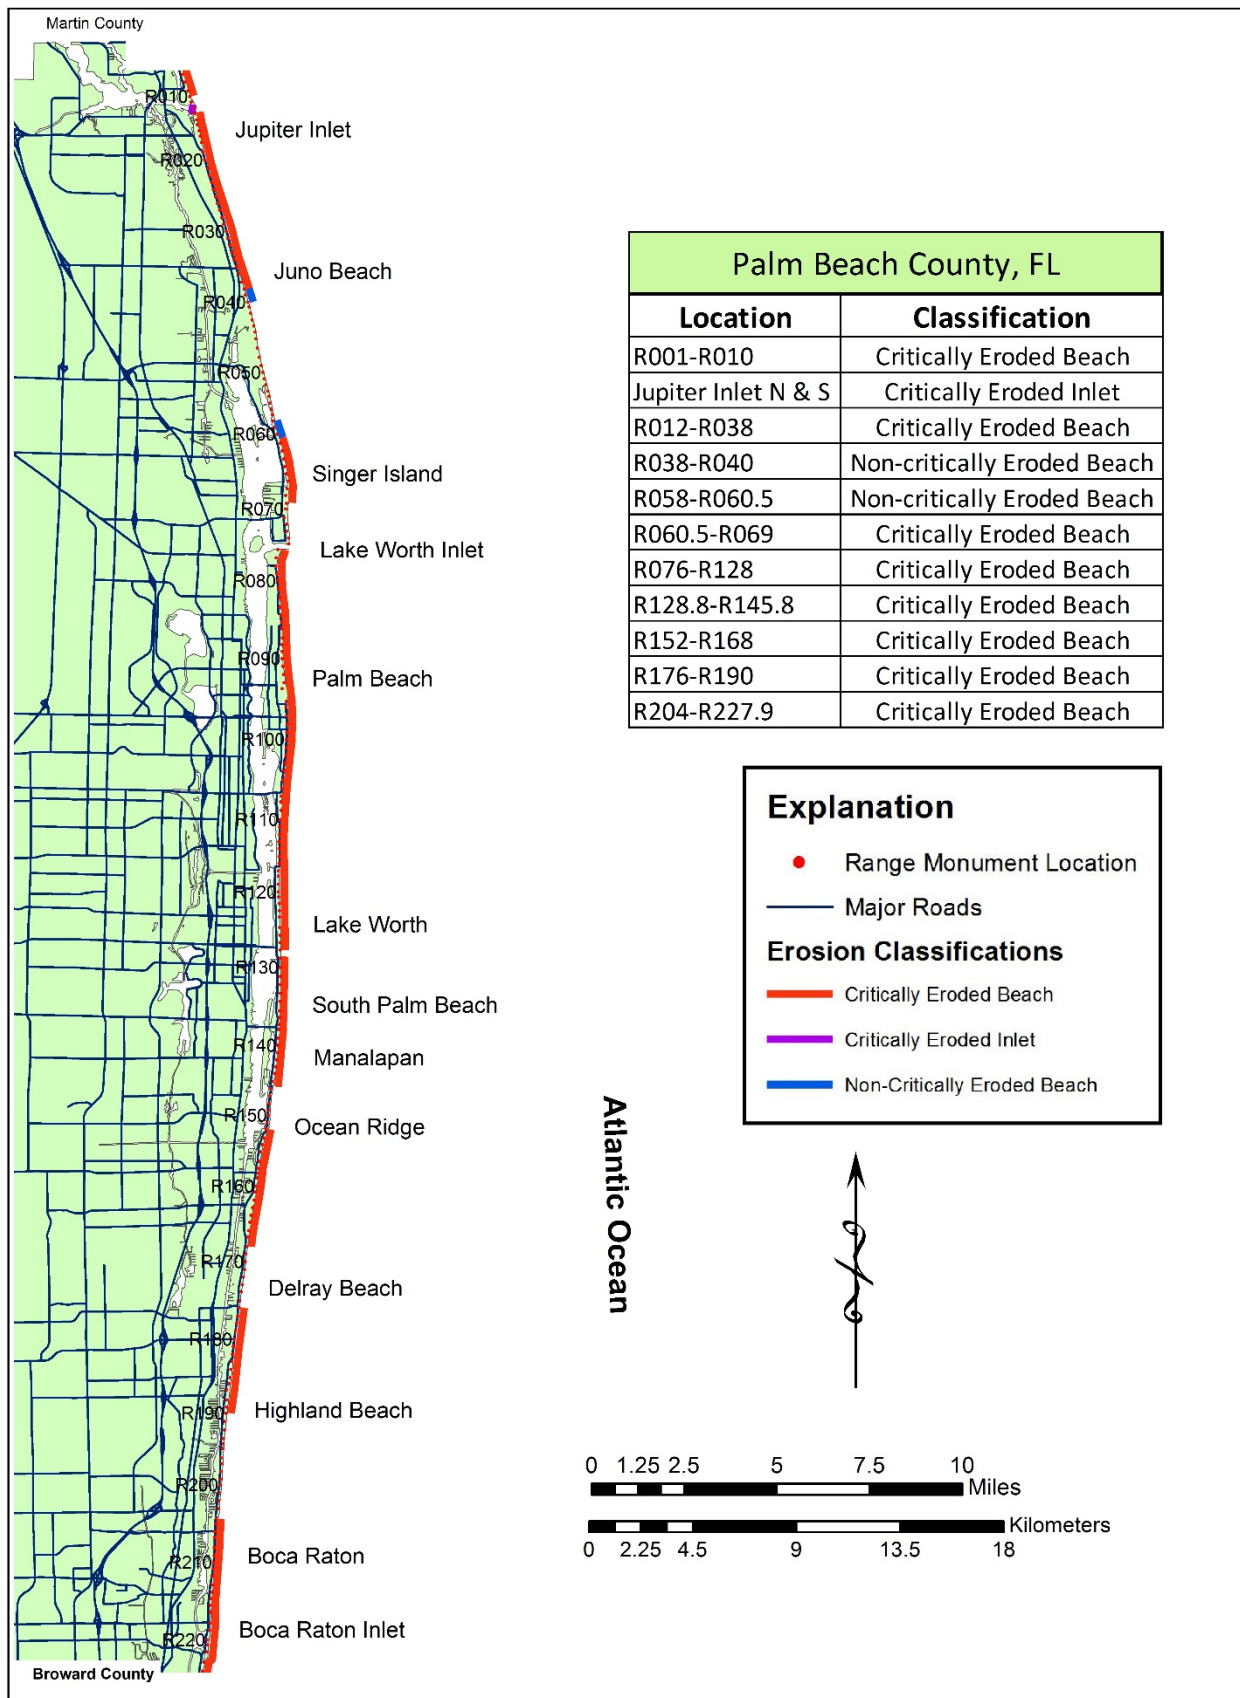 Martin County
R010
Jupiter Inlet
R020
R030
Juno Beach
R040
R050
R060
Singer Island
R070
Lake Worth Inlet
R080
R090
Palm Beach
R100
R110
R120
Lake Worth
R130
South Palm Beach
R140
Manalapan
R150
Ocean Ridge
R160
R170
Delray Beach
R180
R190
Highland Beach
R200
R210
Boca Raton
Boca Raton Inlet
R220
Broward County
Palm Beach County, FL
Location Classification
R001-R010 Critically Eroded Beach
Jupiter Inlet N & S Critically Eroded Inlet
R012-R038 Critically Eroded Beach
R038-R040 Non-critically Eroded Beach
R058-R060.5 Non-critically Eroded Beach
R060.5-R069 Critically Eroded Beach
R076-R128 Critically Eroded Beach
R128.8-R145.8 Critically Eroded Beach
R152-R168 Critically Eroded Beach
R176-R190 Critically Eroded Beach
R204-R227.9 Critically Eroded Beach
Explanation
Range Monument Location
Major Roads
Erosion Classifications
Critically Eroded Beach
Critically Eroded Inlet
Non-Critically Eroded Beach
Atlantic Ocean
0 1.25 2.5 5 7.5 10
Miles
Kilometers
0 2.25 4.5 9 13.5 18